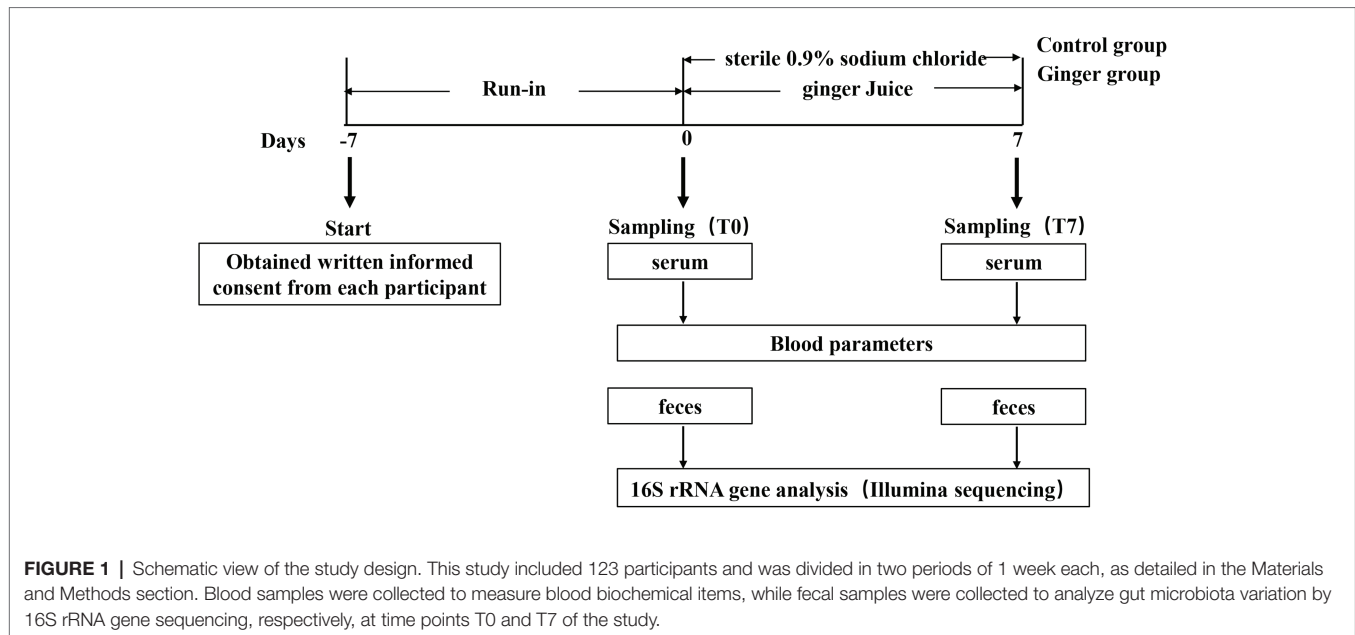 sterile 0.9% sodium chloride
Control group
Ginger group
Run-in
ginger Juice
Days
-7
0
7
Start
Obtained written informed
consent from each participant
Sampling（T0）
Sampling（T7）
serum
serum
Blood parameters
feces
feces
16S rRNA gene analysis（Illumina sequencing）
FIGURE 1 | Schematic view of the study design. This study included 123 participants and was divided in two periods of 1 week each, as detailed in the Materials
and Methods section. Blood samples were collected to measure blood biochemical items, while fecal samples were collected to analyze gut microbiota variation by
16S rRNA gene sequencing, respectively, at time points T0 and T7 of the study.